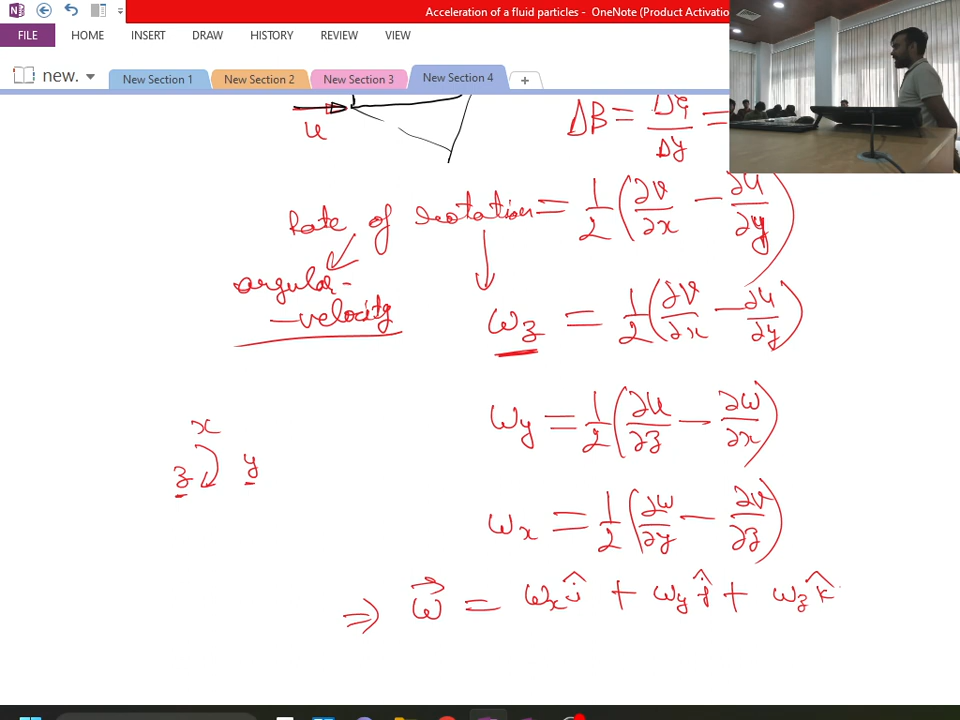 Acceleration of a fluid particles - OneNote (Product Activatio
FILE HOME INSERT DRAW HISTORY REVIEW VIEW
new. New Section 1 New Section 2 New Section 3 New Section 4 +
u
ΔB = Δξ/Δy =
Rate of rotation = 1/2 (∂v/∂x − ∂u/∂y)
angular-
-velocity
ω_z = 1/2 (∂v/∂x − ∂u/∂y)
ω_y = 1/2 (∂u/∂z − ∂w/∂x)
x
z y
ω_x = 1/2 (∂w/∂y − ∂v/∂z)
⇒ ω⃗ = ω_x î + ω_y ĵ + ω_z k̂